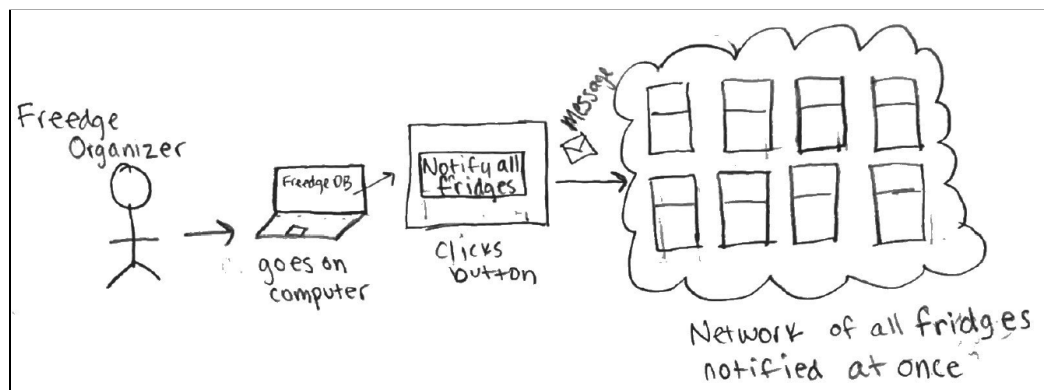 Freedge
Organizer
Freedge DB
goes on
computer
Notify all
fridges
clicks
button
Message
Network of all fridges
notified at once